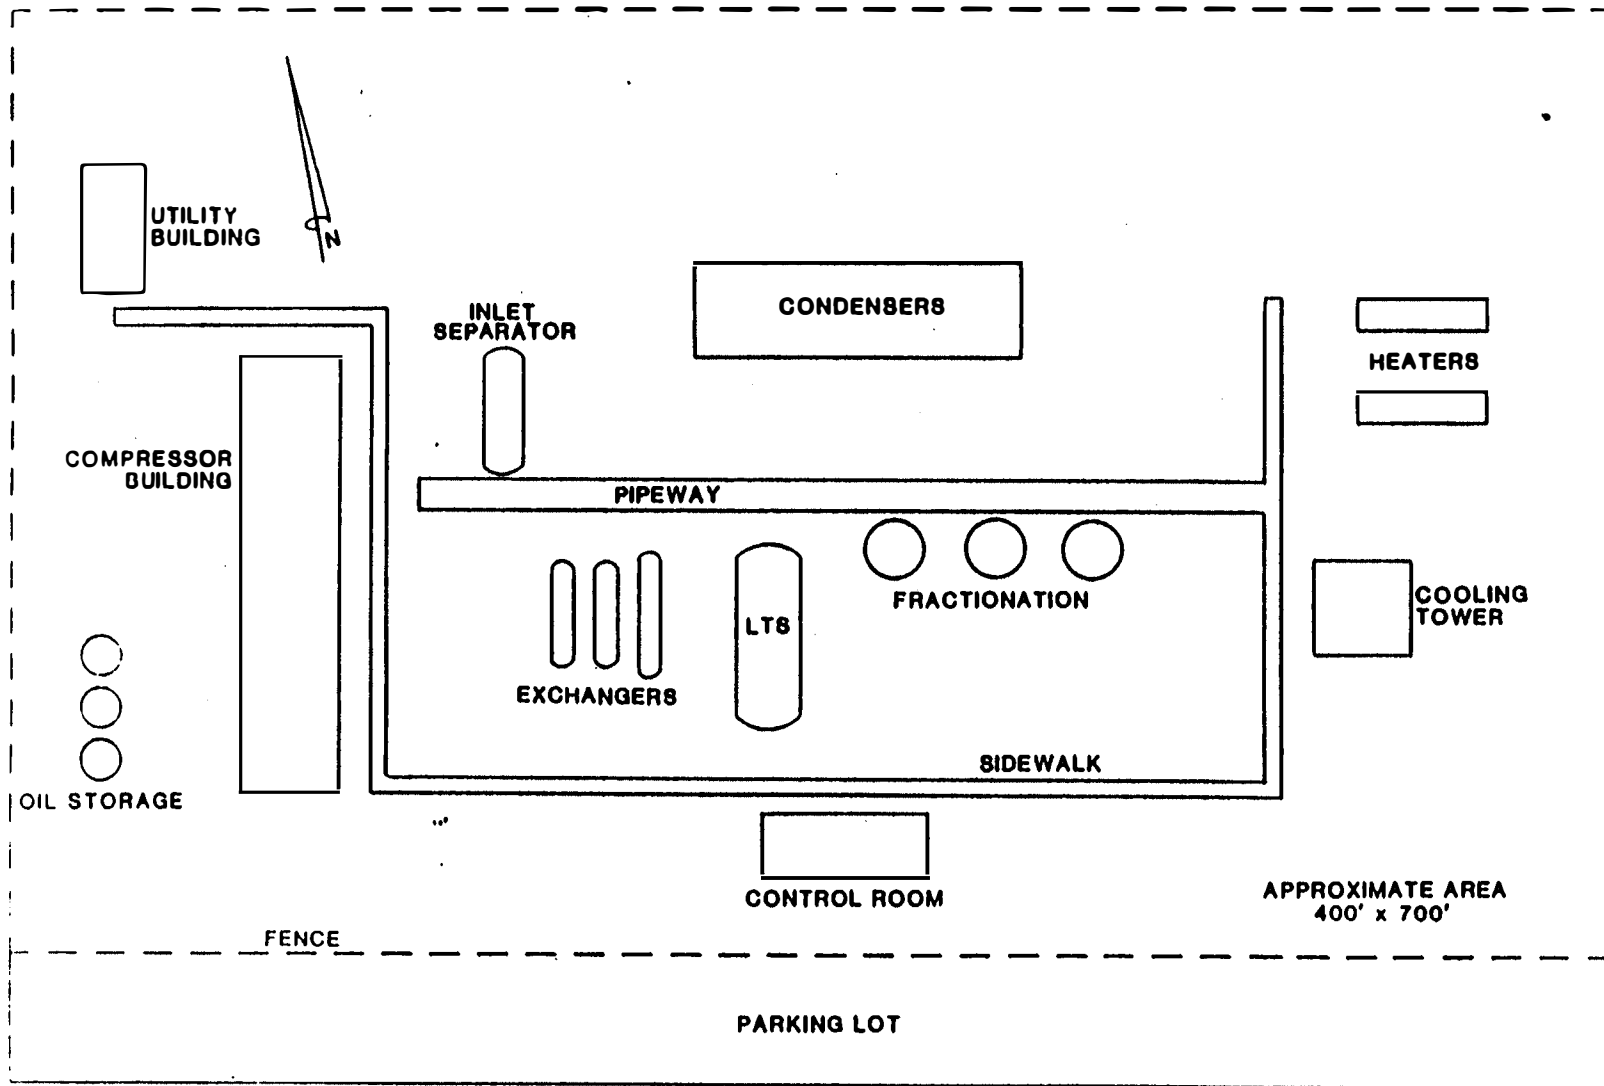 UTILITY
BUILDING
N
INLET
SEPARATOR
CONDENSERS
HEATERS
COMPRESSOR
BUILDING
PIPEWAY
FRACTIONATION
LTS
COOLING
TOWER
EXCHANGERS
SIDEWALK
OIL STORAGE
CONTROL ROOM
APPROXIMATE AREA
400' x 700'
FENCE
PARKING LOT